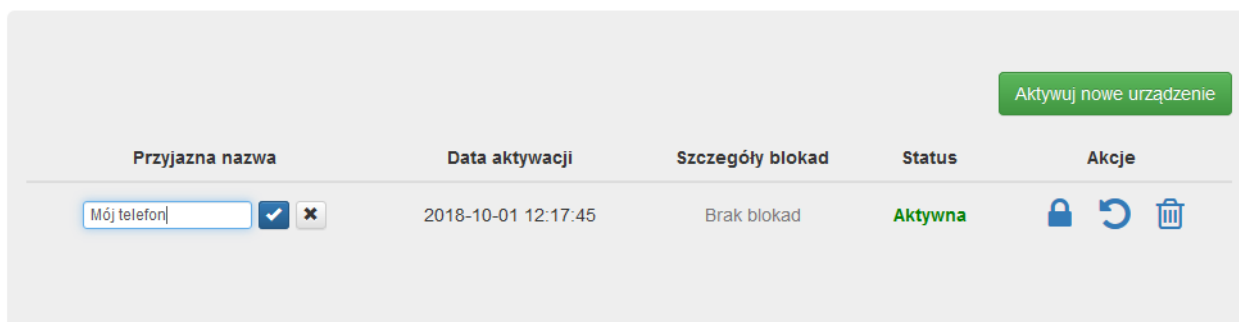 Aktywuj nowe urządzenie
Przyjazna nazwa Data aktywacji Szczegóły blokad Status Akcje
Mój telefon 2018-10-01 12:17:45 Brak blokad Aktywna